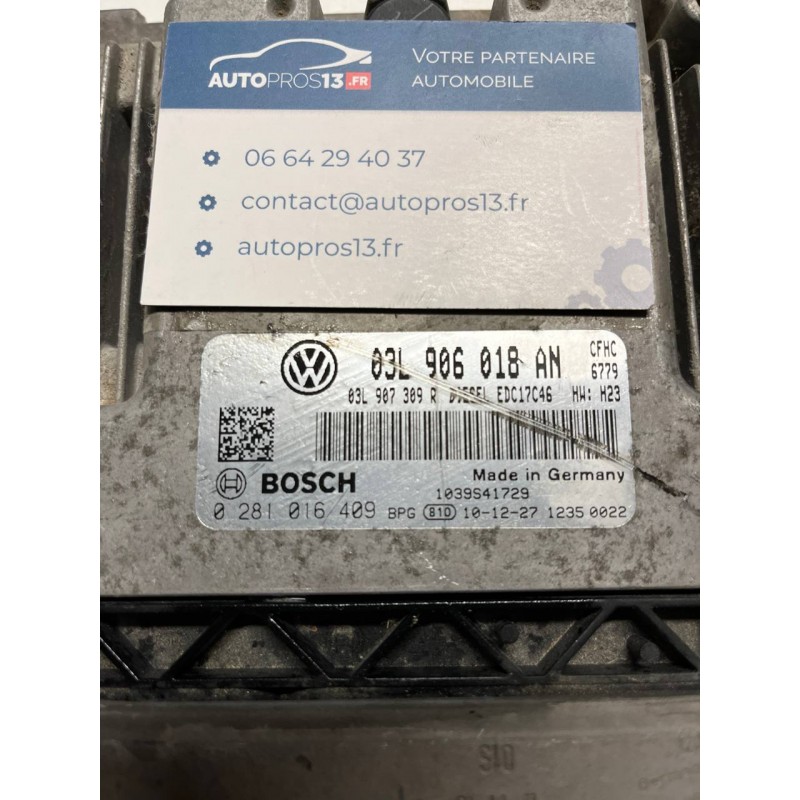 AUTOPROS13.FR
VOTRE PARTENAIRE
AUTOMOBILE
06 64 29 40 37
contact@autopros13.fr
autopros13.fr
VW 03L 906 018 AN CFHC
6779
03L 907 309 R DIESEL EDC17C46 HW: H23
BOSCH Made in Germany
1039S41729
0 281 016 409 BPG 81D 10-12-27 1235 0022